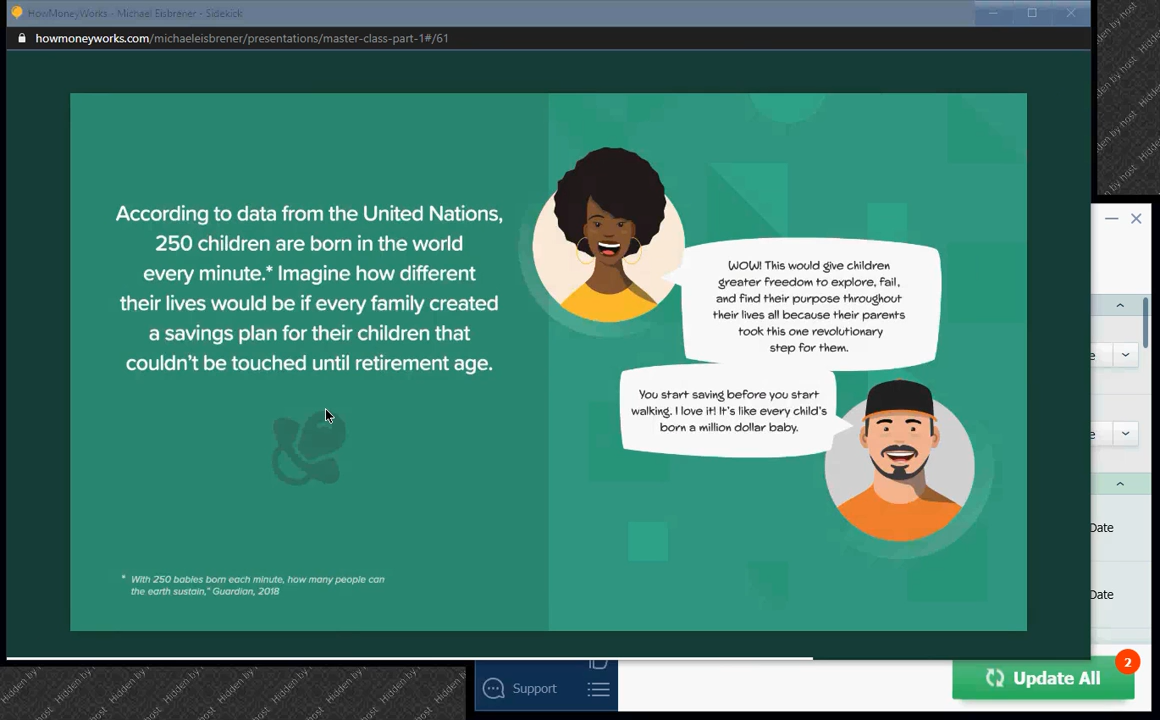 HowMoneyWorks - Michael Eisbrener - Sidekick
howmoneyworks.com/michaeleisbrener/presentations/master-class-part-1#/61
According to data from the United Nations,
250 children are born in the world
every minute.* Imagine how different
their lives would be if every family created
a savings plan for their children that
couldn't be touched until retirement age.
WOW! This would give children
greater freedom to explore, fail,
and find their purpose throughout
their lives all because their parents
took this one revolutionary
step for them.
You start saving before you start
walking. I love it! It's like every child's
born a million dollar baby.
* With 250 babies born each minute, how many people can
the earth sustain," Guardian, 2018
e
e
Date
Date
Support
Update All
2
Hidden by host